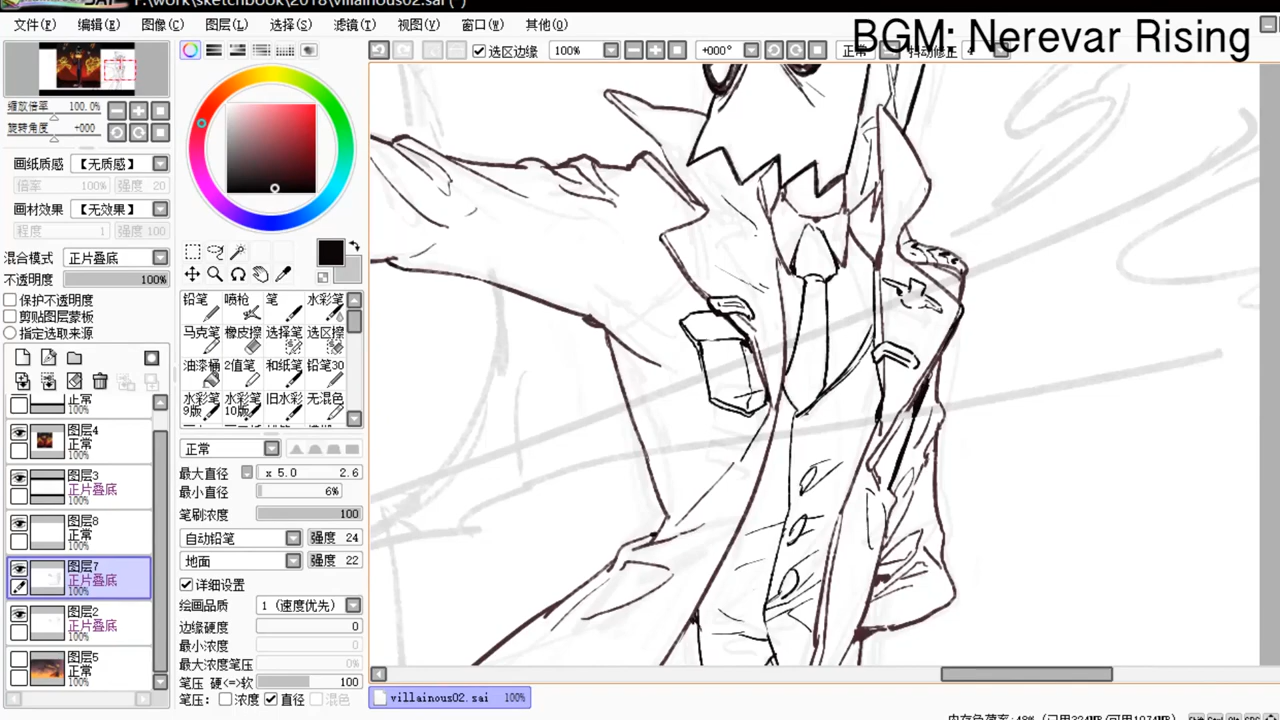 F:\work\sketchbook\2018\villainous02.sai (*)
文件(F) 编辑(E) 图像(C) 图层(L) 选择(S) 滤镜(T) 视图(V) 窗口(W) 其他(O)
BGM: Nerevar Rising
选区边缘 100% +000° 正常 抖动修正 4
缩放倍率 100.0%
旋转角度 +000
画纸质感 【无质感】
倍率 100% 强度 20
画材效果 【无效果】
程度 1 强度 100
混合模式 正片叠底
不透明度 100%
保护不透明度
剪贴图层蒙板
指定选取来源
正常
100%
图层4
正常
100%
图层3
正片叠底
100%
图层8
正常
100%
图层7
正片叠底
100%
图层2
正片叠底
100%
图层5
正常
100%
铅笔 喷枪 笔 水彩笔
马克笔 橡皮擦 选择笔 选区擦
油漆桶 2值笔 和纸笔 铅笔30
水彩笔 9版 水彩笔 10版 旧水彩 无混色
正常
最大直径 x 5.0 2.6
最小直径 6%
笔刷浓度 100
自动铅笔 强度 24
地面 强度 22
详细设置
绘画品质 1 (速度优先)
边缘硬度 0
最小浓度 0
最大浓度笔压 0%
笔压 硬<=>软 100
笔压: 浓度 直径 混色
villainous02.sai 100%